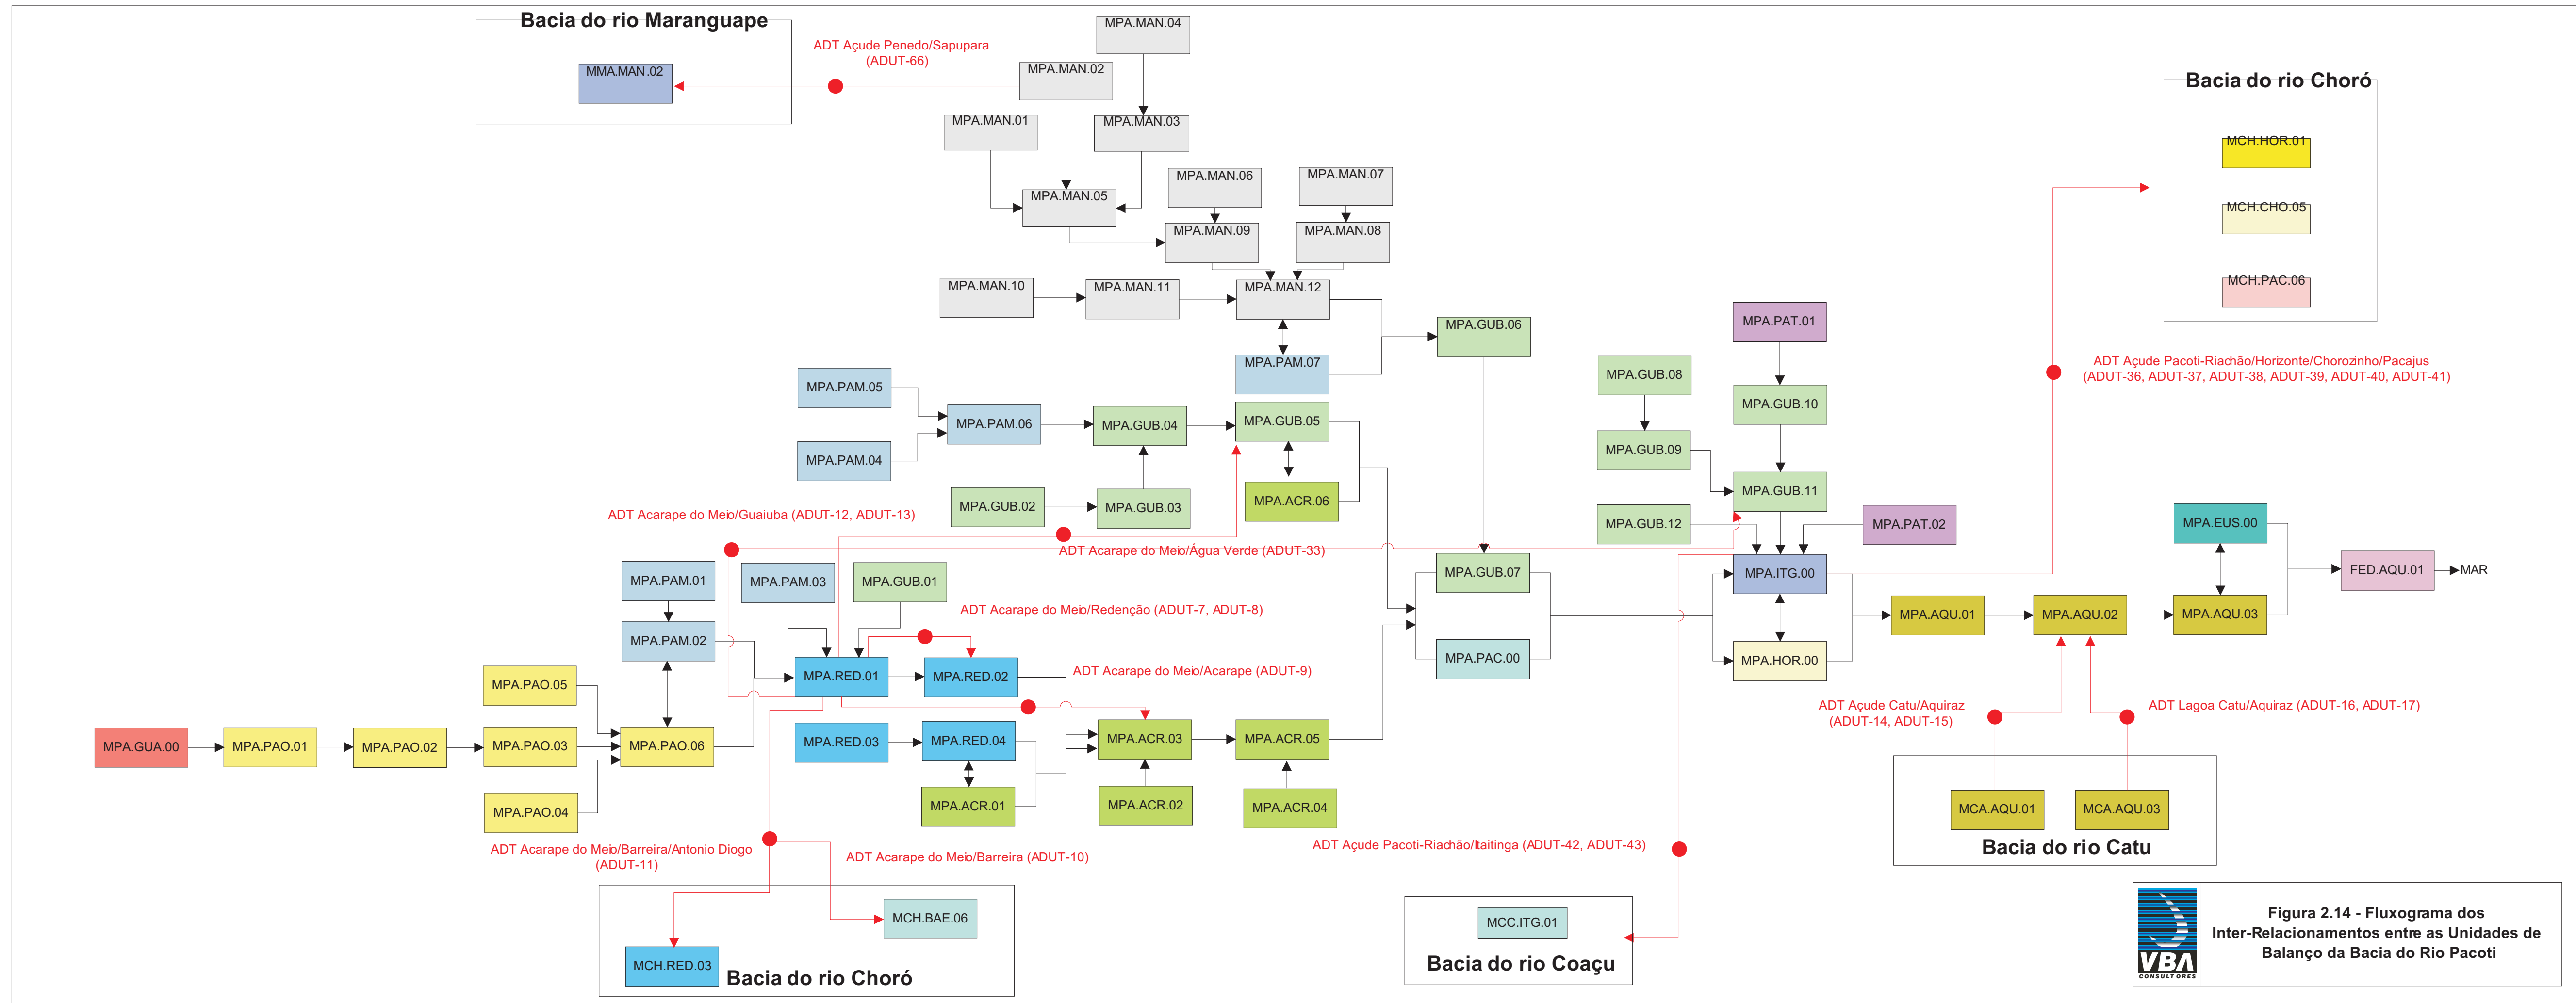 Bacia do rio Maranguape
MPA.MAN.04
ADT Açude Penedo/Sapupara
(ADUT-66)
MMA.MAN.02
MPA.MAN.02
Bacia do rio Choró
MPA.MAN.01
MPA.MAN.03
MCH.HOR.01
MPA.MAN.06
MPA.MAN.07
MPA.MAN.05
MCH.CHO.05
MPA.MAN.09
MPA.MAN.08
MCH.PAC.06
MPA.MAN.10
MPA.MAN.11
MPA.MAN.12
MPA.GUB.06
MPA.PAT.01
MPA.PAM.07
ADT Açude Pacoti-Riachão/Horizonte/Chorozinho/Pacajus
(ADUT-36, ADUT-37, ADUT-38, ADUT-39, ADUT-40, ADUT-41)
MPA.GUB.08
MPA.PAM.05
MPA.GUB.10
MPA.PAM.06
MPA.GUB.04
MPA.GUB.05
MPA.GUB.09
MPA.PAM.04
MPA.GUB.11
MPA.ACR.06
MPA.GUB.02
MPA.GUB.03
ADT Acarape do Meio/Guaiuba (ADUT-12, ADUT-13)
MPA.GUB.12
MPA.PAT.02
MPA.EUS.00
ADT Acarape do Meio/Água Verde (ADUT-33)
MPA.PAM.01
MPA.PAM.03
MPA.GUB.01
MPA.GUB.07
MPA.ITG.00
FED.AQU.01
MAR
ADT Acarape do Meio/Redenção (ADUT-7, ADUT-8)
MPA.AQU.01
MPA.AQU.02
MPA.AQU.03
MPA.PAM.02
MPA.PAC.00
MPA.HOR.00
MPA.RED.01
MPA.RED.02
ADT Acarape do Meio/Acarape (ADUT-9)
MPA.PAO.05
ADT Açude Catu/Aquiraz
(ADUT-14, ADUT-15)
ADT Lagoa Catu/Aquiraz (ADUT-16, ADUT-17)
MPA.GUA.00
MPA.PAO.01
MPA.PAO.02
MPA.PAO.03
MPA.PAO.06
MPA.RED.03
MPA.RED.04
MPA.ACR.03
MPA.ACR.05
MPA.PAO.04
MPA.ACR.01
MPA.ACR.02
MPA.ACR.04
MCA.AQU.01
MCA.AQU.03
Bacia do rio Catu
ADT Acarape do Meio/Barreira/Antonio Diogo
(ADUT-11)
ADT Acarape do Meio/Barreira (ADUT-10)
ADT Açude Pacoti-Riachão/Itaitinga (ADUT-42, ADUT-43)
MCH.BAE.06
MCH.RED.03
Bacia do rio Choró
MCC.ITG.01
Bacia do rio Coaçu
VBA
CONSULTORES
Figura 2.14 - Fluxograma dos
Inter-Relacionamentos entre as Unidades de
Balanço da Bacia do Rio Pacoti